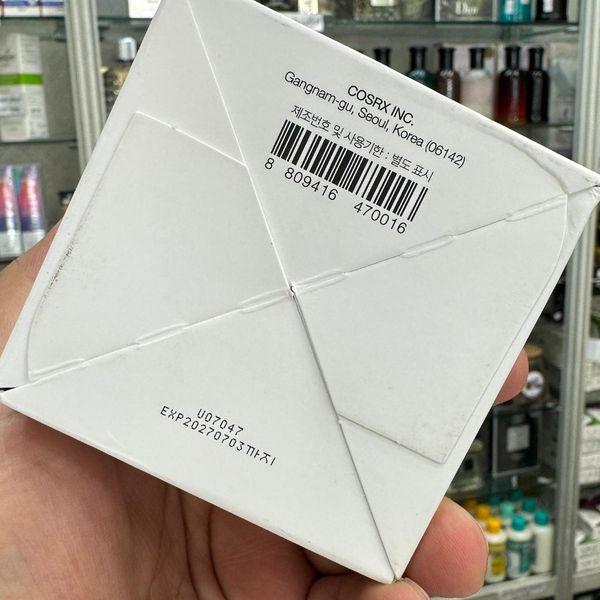 COSRX INC.
Gangnam-gu, Seoul, Korea (06142)
제조번호 및 사용기한 : 별도 표시
8 809416 470016
U07047
EXP20270703까지
Dior